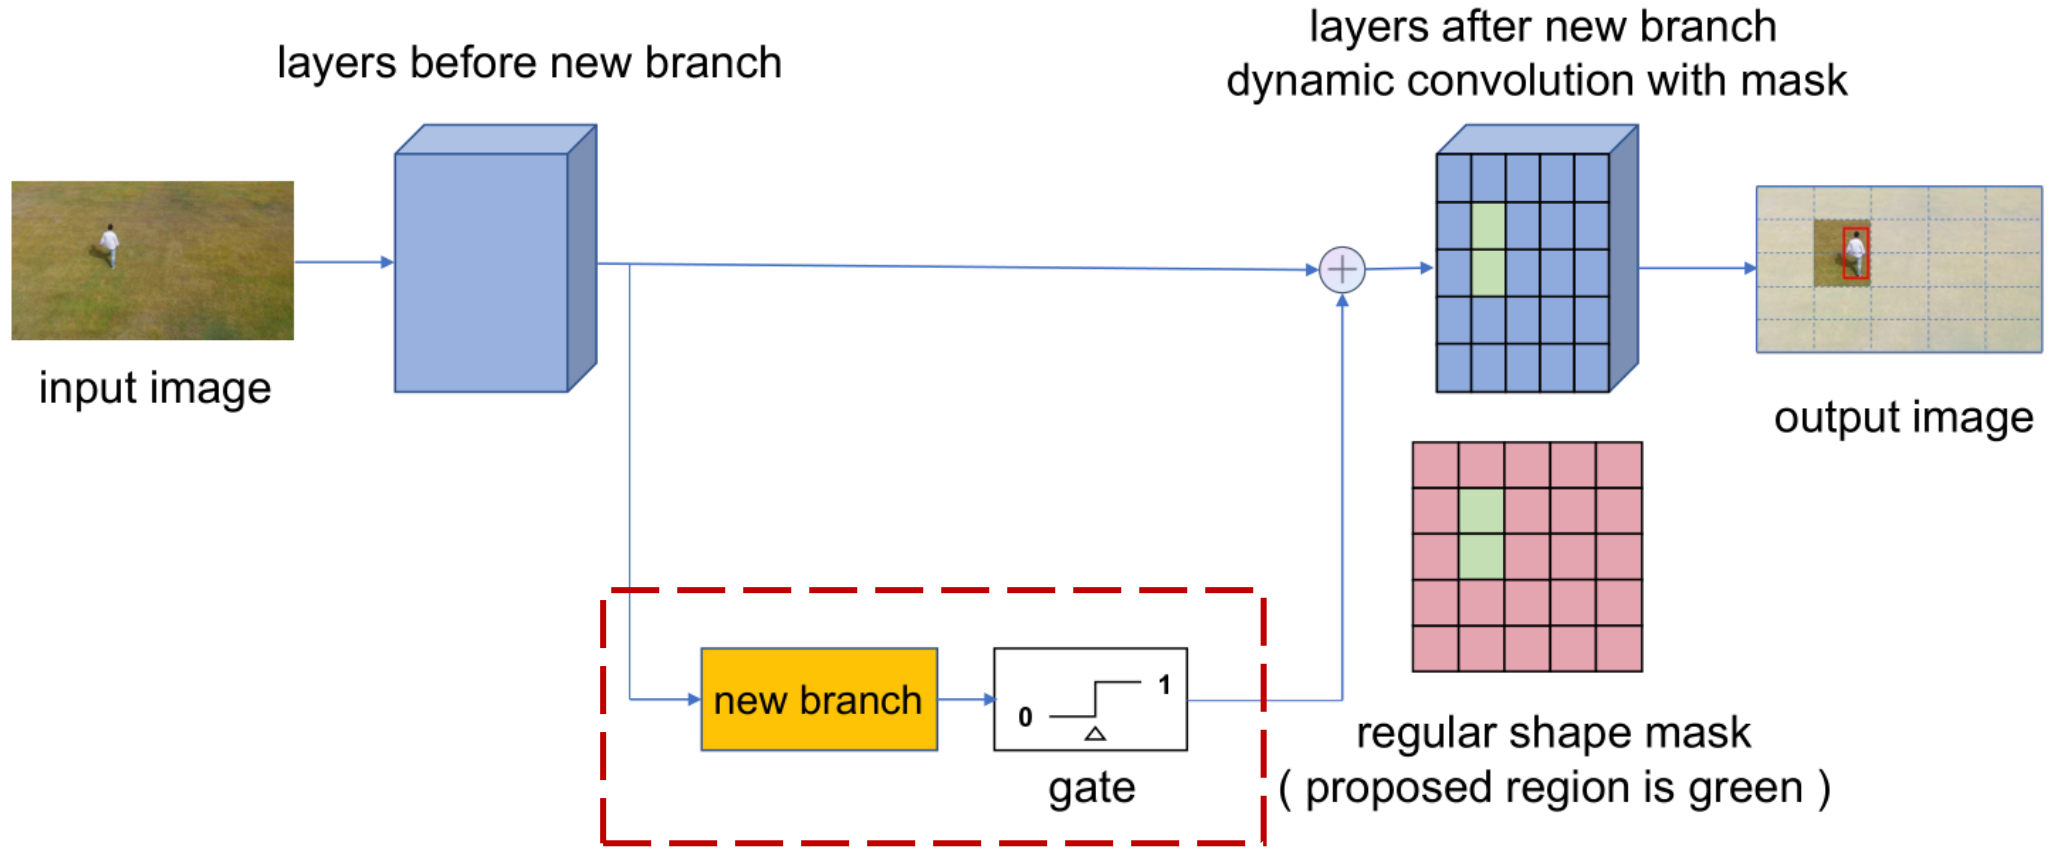 layers before new branch
layers after new branch
dynamic convolution with mask
input image
output image
new branch
0
1
gate
regular shape mask
( proposed region is green )